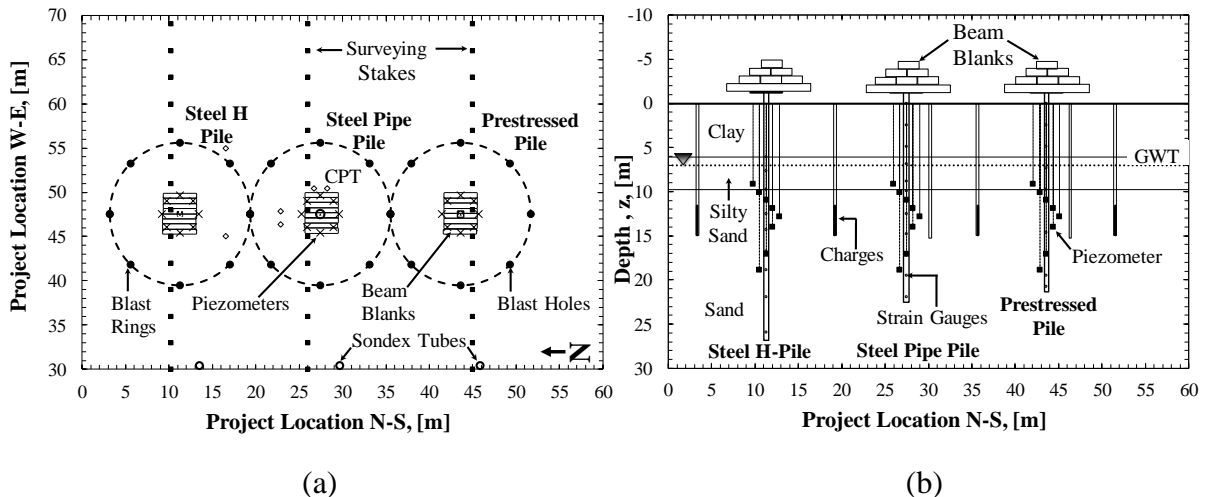 70
65
60
55
50
45
40
35
30
0
5
10
15
20
25
30
35
40
45
50
55
60
Project Location W-E, [m]
Project Location N-S, [m]
Surveying
Stakes
Steel H
Pile
Steel Pipe
Pile
Prestressed
Pile
CPT
Blast
Rings
Piezometers
Beam
Blanks
Blast Holes
Sondex Tubes
N
(a)
-10
-5
0
5
10
15
20
25
30
0
5
10
15
20
25
30
35
40
45
50
55
60
Depth , z, [m]
Project Location N-S, [m]
Beam
Blanks
Clay
GWT
Silty
Sand
Charges
Piezometer
Sand
Strain Gauges
Prestressed
Pile
Steel H-Pile
Steel Pipe Pile
(b)